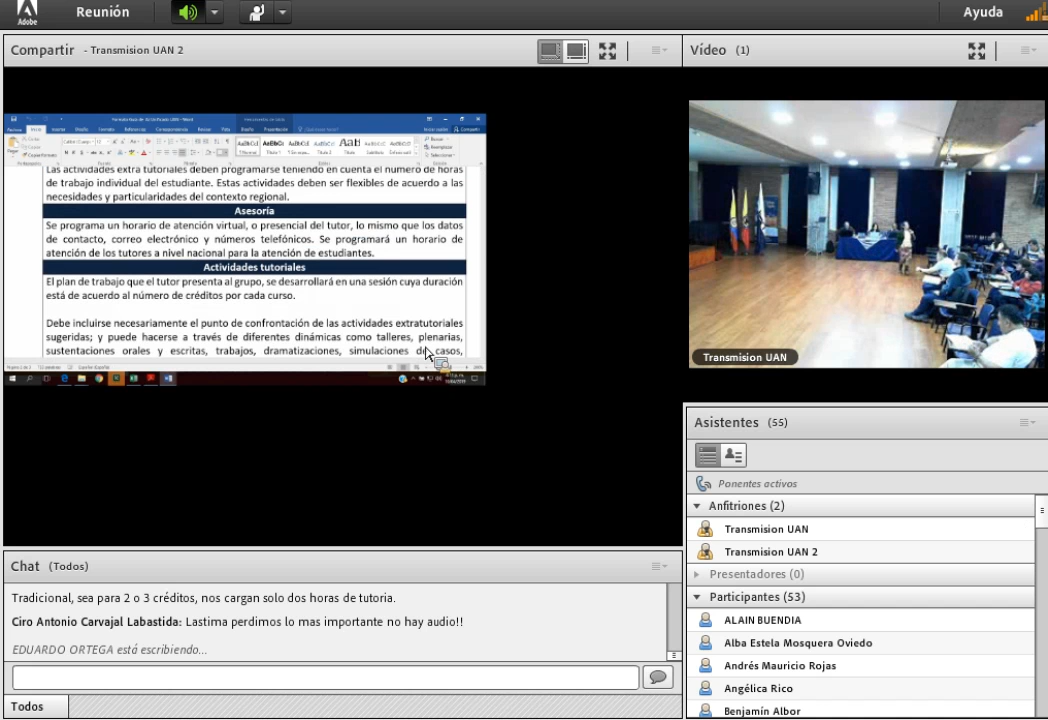 Adobe
Reunión
Ayuda
Compartir - Transmision UAN 2
Vídeo (1)
Las actividades extra tutoriales deben programarse teniendo en cuenta el número de horas
de trabajo individual del estudiante. Estas actividades deben ser flexibles de acuerdo a las
necesidades y particularidades del contexto regional.
Asesoría
Se programa un horario de atención virtual, o presencial del tutor, lo mismo que los datos
de contacto, correo electrónico y números telefónicos. Se programará un horario de
atención de los tutores a nivel nacional para la atención de estudiantes.
Actividades tutoriales
El plan de trabajo que el tutor presenta al grupo, se desarrollará en una sesión cuya duración
está de acuerdo al número de créditos por cada curso.
Debe incluirse necesariamente el punto de confrontación de las actividades extratutoriales
sugeridas; y puede hacerse a través de diferentes dinámicas como talleres, plenarias,
sustentaciones orales y escritas, trabajos, dramatizaciones, simulaciones de casos,
Transmision UAN
Asistentes (55)
Ponentes activos
Anfitriones (2)
Transmision UAN
Transmision UAN 2
Presentadores (0)
Participantes (53)
ALAIN BUENDIA
Alba Estela Mosquera Oviedo
Andrés Mauricio Rojas
Angélica Rico
Benjamín Albor
Chat (Todos)
Tradicional, sea para 2 o 3 créditos, nos cargan solo dos horas de tutoria.
Ciro Antonio Carvajal Labastida: Lastima perdimos lo mas importante no hay audio!!
EDUARDO ORTEGA está escribiendo...
Todos